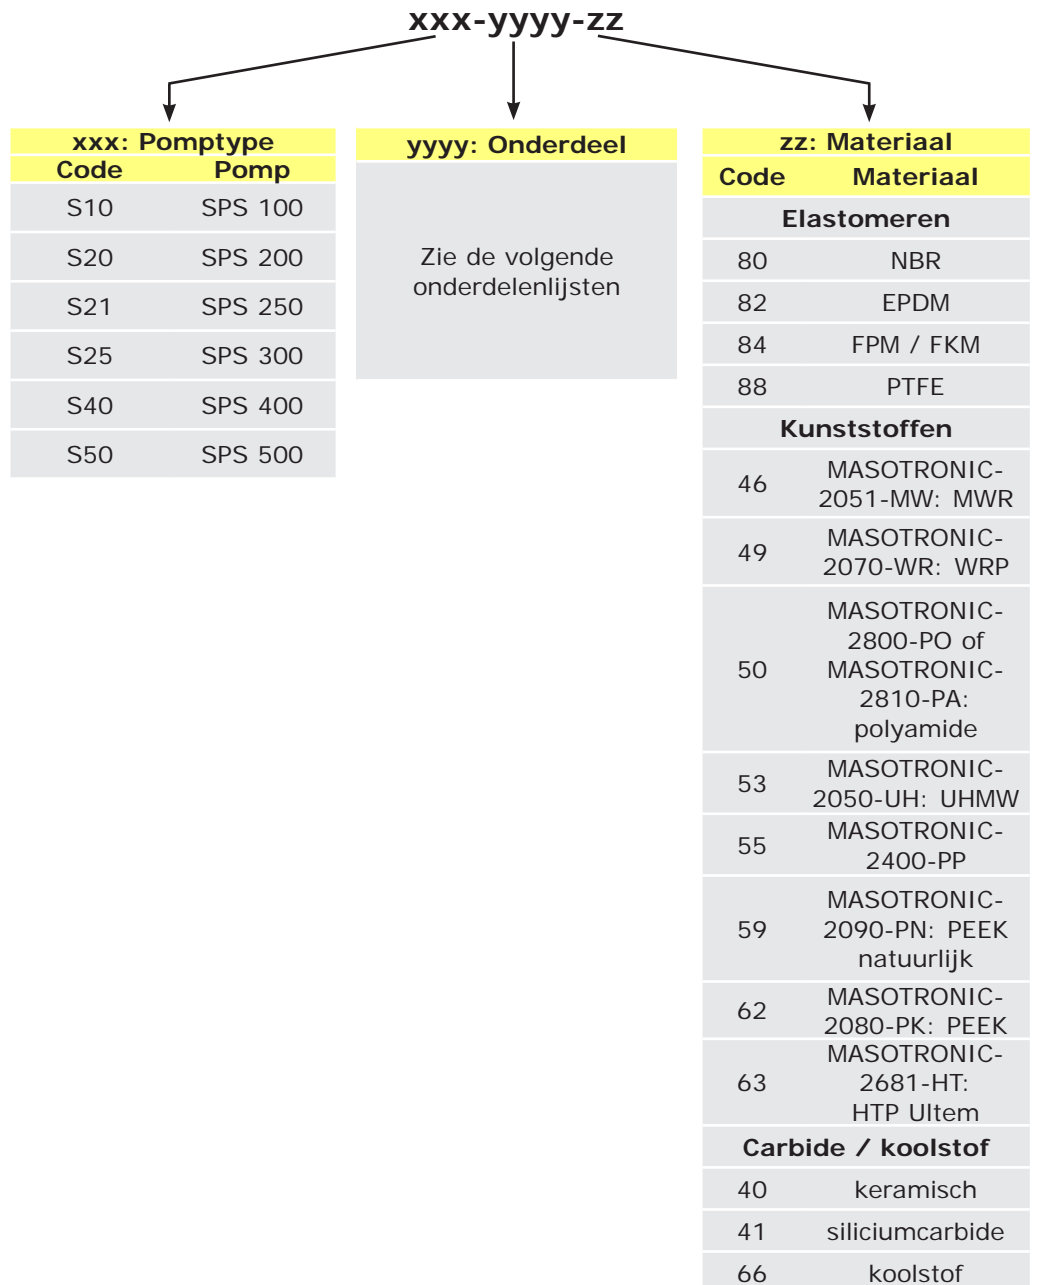 xxx-yyyy-zz
xxx: Pomptype
Code Pomp
S10 SPS 100
S20 SPS 200
S21 SPS 250
S25 SPS 300
S40 SPS 400
S50 SPS 500
yyyy: Onderdeel
Zie de volgende
onderdelenlijsten
zz: Materiaal
Code Materiaal
Elastomeren
80 NBR
82 EPDM
84 FPM / FKM
88 PTFE
Kunststoffen
46 MASOTRONIC-
2051-MW: MWR
49 MASOTRONIC-
2070-WR: WRP
50 MASOTRONIC-
2800-PO of
MASOTRONIC-
2810-PA:
polyamide
53 MASOTRONIC-
2050-UH: UHMW
55 MASOTRONIC-
2400-PP
59 MASOTRONIC-
2090-PN: PEEK
natuurlijk
62 MASOTRONIC-
2080-PK: PEEK
63 MASOTRONIC-
2681-HT:
HTP Ultem
Carbide / koolstof
40 keramisch
41 siliciumcarbide
66 koolstof